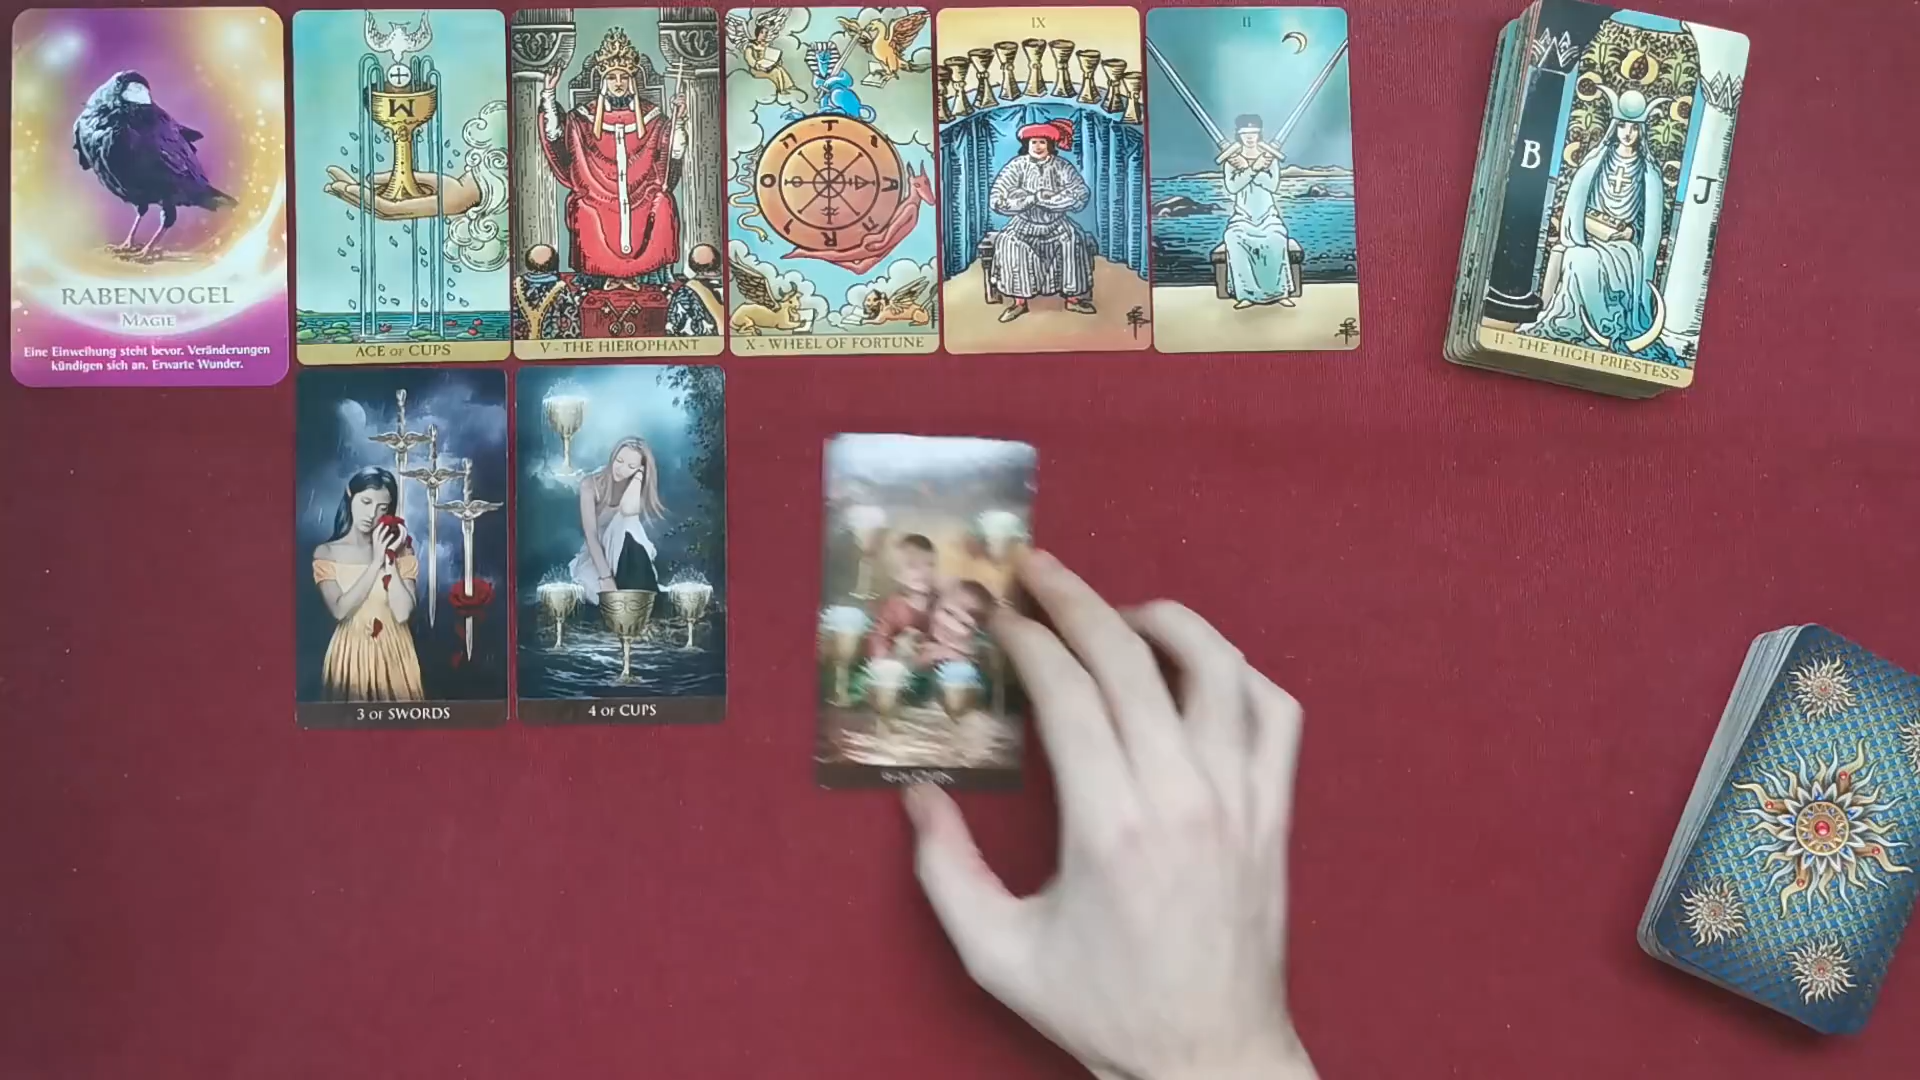 RABENVOGEL
MAGIE
Eine Einweihung steht bevor. Veränderungen
kündigen sich an. Erwarte Wunder.
ACE OF CUPS
V - THE HIEROPHANT
X - WHEEL OF FORTUNE
IX
II
B
J
II - THE HIGH PRIESTESS
3 OF SWORDS
4 OF CUPS